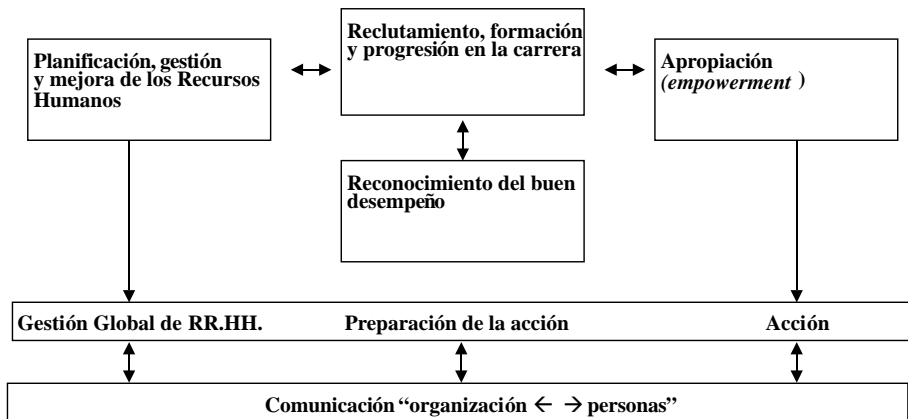 Planificación, gestión
y mejora de los Recursos
Humanos
Reclutamiento, formación
y progresión en la carrera
Apropiación
(empowerment )
Reconocimiento del buen
desempeño
Gestión Global de RR.HH. Preparación de la acción Acción
Comunicación “organización ← → personas”